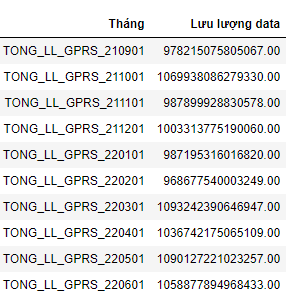 Tháng Lưu lượng data
TONG_LL_GPRS_210901 978215075805067.00
TONG_LL_GPRS_211001 1069938086279330.00
TONG_LL_GPRS_211101 987899928830578.00
TONG_LL_GPRS_211201 1003313775190060.00
TONG_LL_GPRS_220101 987195316016820.00
TONG_LL_GPRS_220201 968677540003249.00
TONG_LL_GPRS_220301 1093242390646947.00
TONG_LL_GPRS_220401 1036742175065109.00
TONG_LL_GPRS_220501 1090127221023257.00
TONG_LL_GPRS_220601 1058877894968433.00